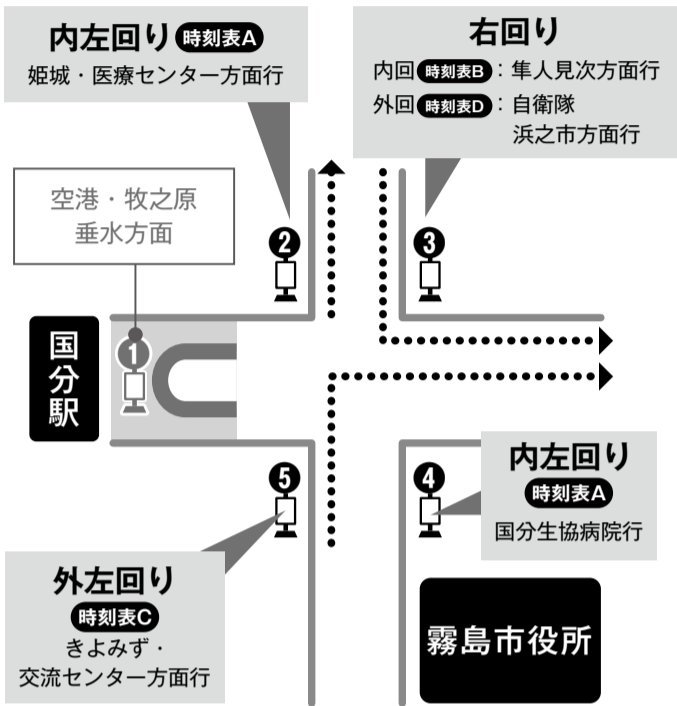 内左回り 時刻表A
姫城・医療センター方面行
右回り
内回 時刻表B：隼人見次方面行
外回 時刻表D：自衛隊
浜之市方面行
空港・牧之原
垂水方面
2
3
国分駅
1
5
4
内左回り
時刻表A
国分生協病院行
外左回り
時刻表C
きよみず・
交流センター方面行
霧島市役所